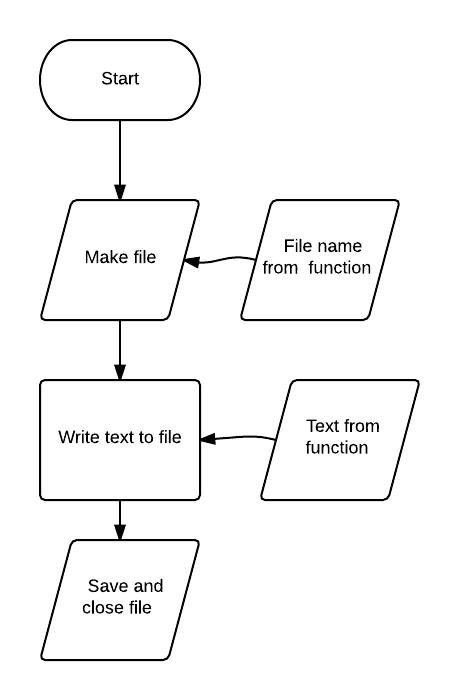 Start
Make file
File name
from function
Write text to file
Text from
function
Save and
close file